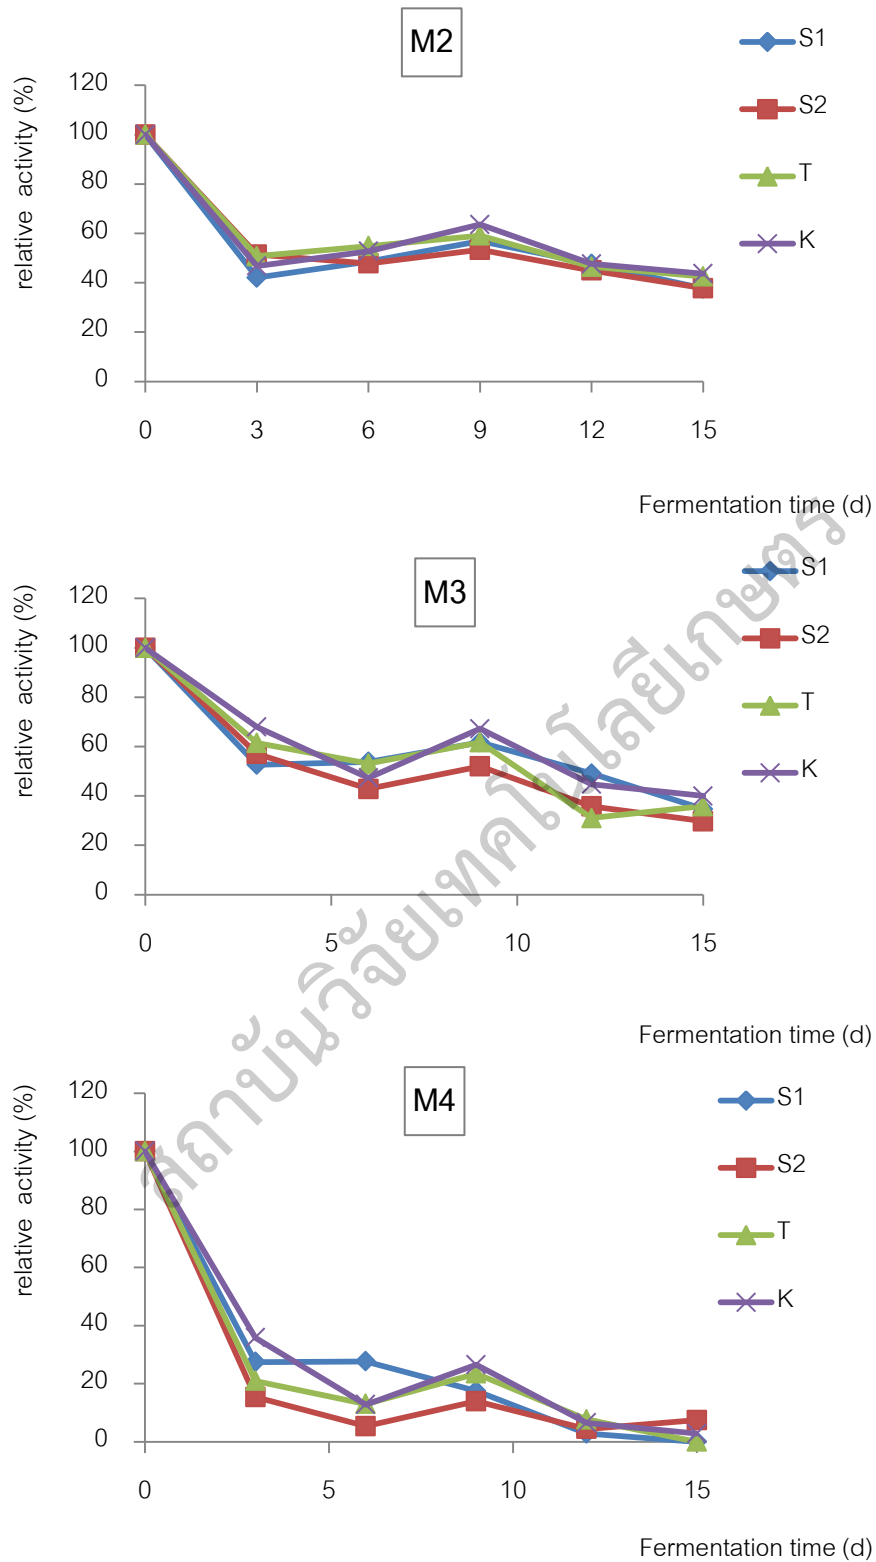 M2
relative activity (%)
120
100
80
60
40
20
0
0 3 6 9 12 15
Fermentation time (d)
S1
S2
T
K
M3
relative activity (%)
120
100
80
60
40
20
0
0 5 10 15
Fermentation time (d)
S1
S2
T
K
M4
relative activity (%)
120
100
80
60
40
20
0
0 5 10 15
Fermentation time (d)
S1
S2
T
K
สถาบันวิจัยเทคโนโลยีเกษตร